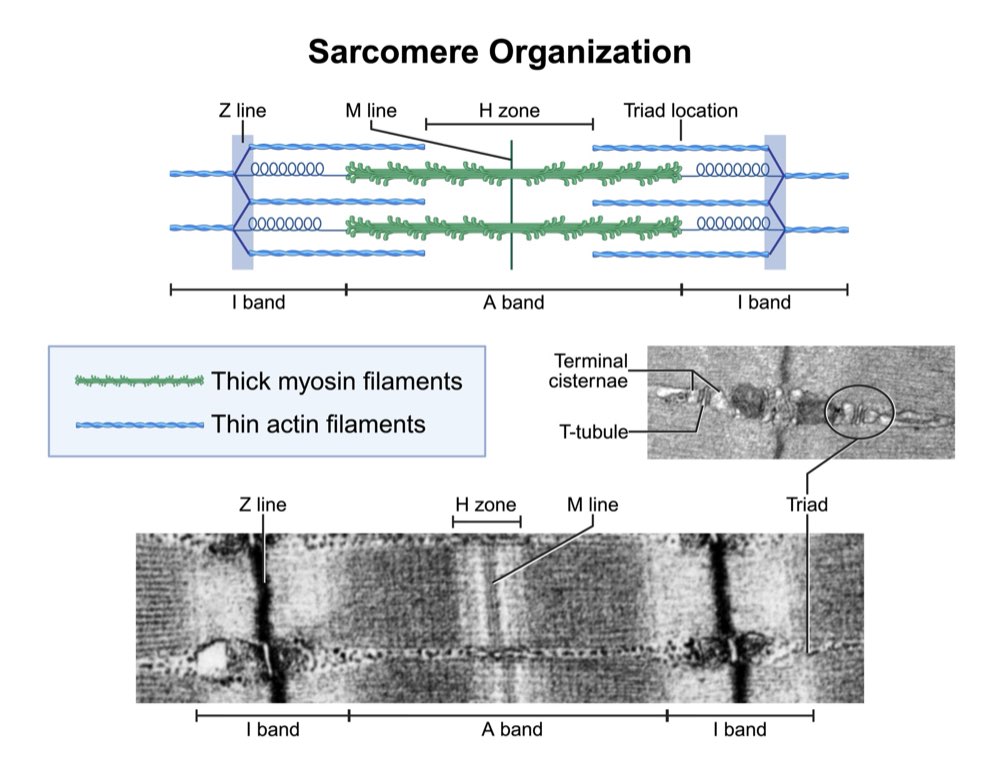 Sarcomere Organization
Z line
M line
H zone
Triad location
I band
A band
I band
Thick myosin filaments
Thin actin filaments
Terminal
cisternae
T-tubule
Z line
H zone
M line
Triad
I band
A band
I band